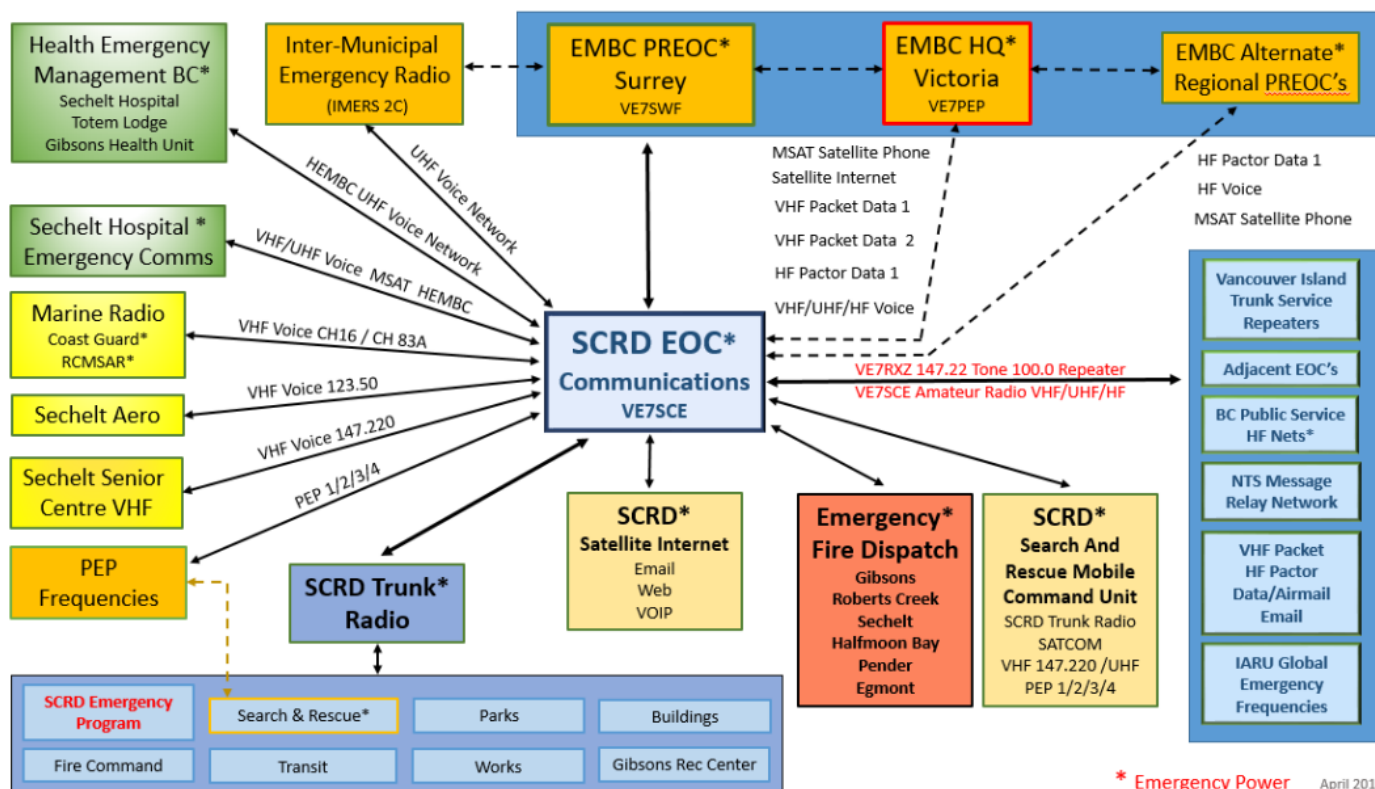 Health Emergency
Management BC*
Sechelt Hospital
Totem Lodge
Gibsons Health Unit
Inter-Municipal
Emergency Radio
(IMERS 2C)
EMBC PREOC*
Surrey
VE7SWF
EMBC HQ*
Victoria
VE7PEP
EMBC Alternate*
Regional PREOC's
UHF Voice Network
HEMBC UHF Voice Network
VHF/UHF Voice MSAT HEMBC
VHF Voice CH16 / CH 83A
VHF Voice 123.50
VHF Voice 147.220
PEP 1/2/3/4
MSAT Satellite Phone
Satellite Internet
VHF Packet Data 1
VHF Packet Data 2
HF Pactor Data 1
VHF/UHF/HF Voice
HF Pactor Data 1
HF Voice
MSAT Satellite Phone
Sechelt Hospital *
Emergency Comms
Marine Radio
Coast Guard*
RCMSAR*
Sechelt Aero
Sechelt Senior
Centre VHF
PEP
Frequencies
SCRD EOC*
Communications
VE7SCE
VE7RXZ 147.22 Tone 100.0 Repeater
VE7SCE Amateur Radio VHF/UHF/HF
Vancouver Island
Trunk Service
Repeaters
Adjacent EOC's
BC Public Service
HF Nets*
NTS Message
Relay Network
VHF Packet
HF Pactor
Data/Airmail
Email
IARU Global
Emergency
Frequencies
SCRD Trunk*
Radio
SCRD*
Satellite Internet
Email
Web
VOIP
Emergency*
Fire Dispatch
Gibsons
Roberts Creek
Sechelt
Halfmoon Bay
Pender
Egmont
SCRD*
Search And
Rescue Mobile
Command Unit
SCRD Trunk Radio
SATCOM
VHF 147.220 /UHF
PEP 1/2/3/4
SCRD Emergency
Program
Search & Rescue*
Parks
Buildings
Fire Command
Transit
Works
Gibsons Rec Center
* Emergency Power
April 201